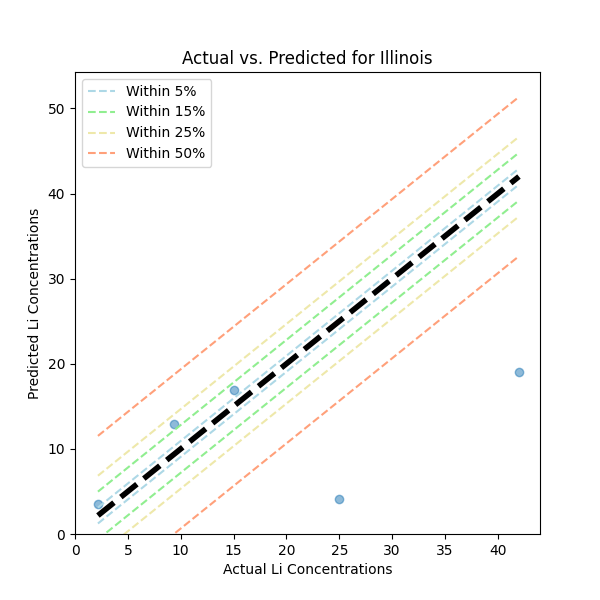 Actual vs. Predicted for Illinois
Within 5%
Within 15%
Within 25%
Within 50%
Predicted Li Concentrations
50
40
30
20
10
0
0 5 10 15 20 25 30 35 40
Actual Li Concentrations